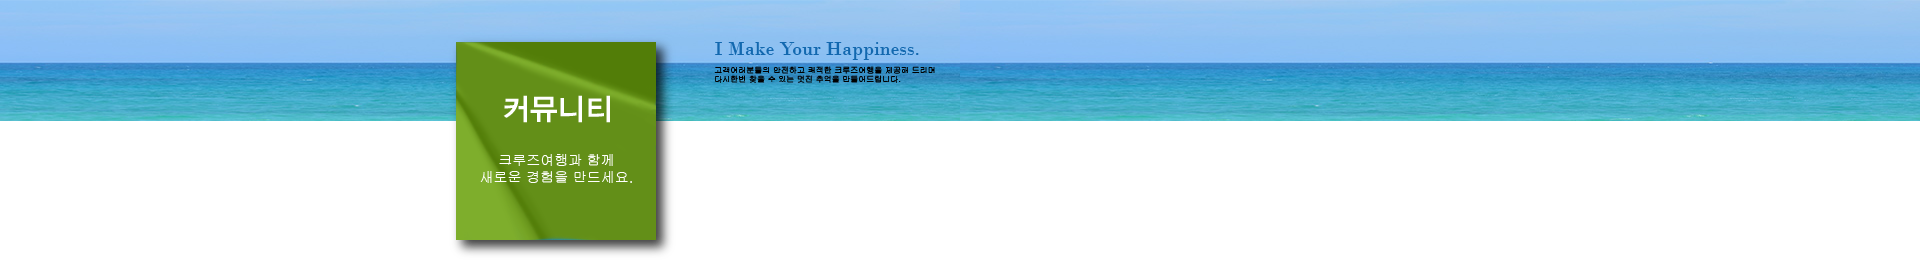 I Make Your Happiness.
고객여러분들의 안전하고 쾌적한 크루즈여행을 제공해 드리며
다시한번 찾을 수 있는 멋진 추억을 만들어드립니다.
커뮤니티
크루즈여행과 함께
새로운 경험을 만드세요.